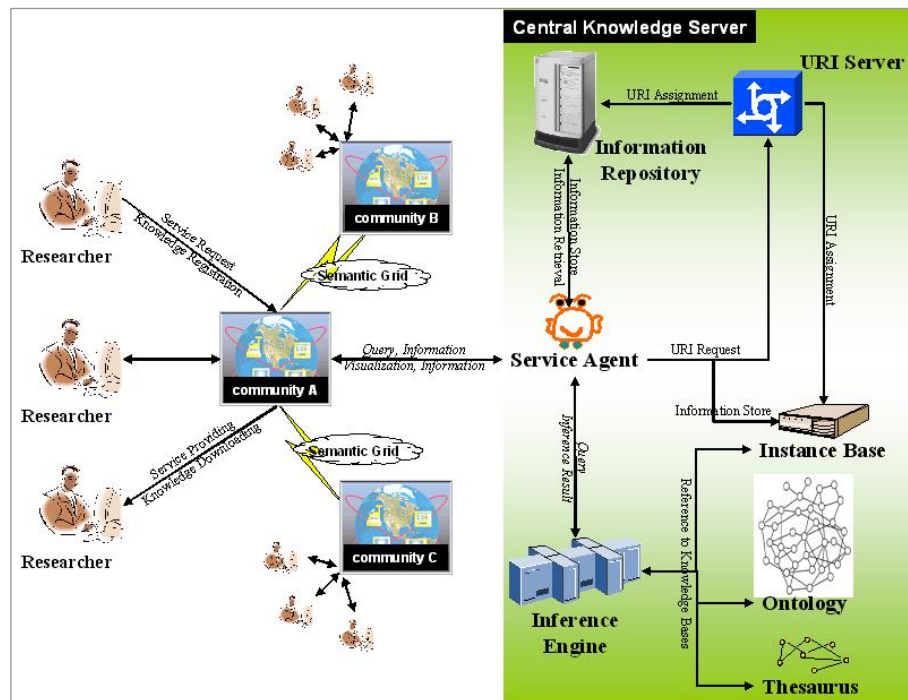 Central Knowledge Server
URI Server
URI Assignment
Information
Repository
Information Store
Information Retrieval
URI Assignment
community B
Researcher
Service Request
Knowledge Registration
Semantic Grid
Researcher
community A
Query, Information
Visualization, Information
Service Agent
URI Request
Information Store
Instance Base
Service Providing
Knowledge Downloading
Semantic Grid
Query
Inference Result
Reference to Knowledge Bases
Researcher
community C
Inference
Engine
Ontology
Thesaurus